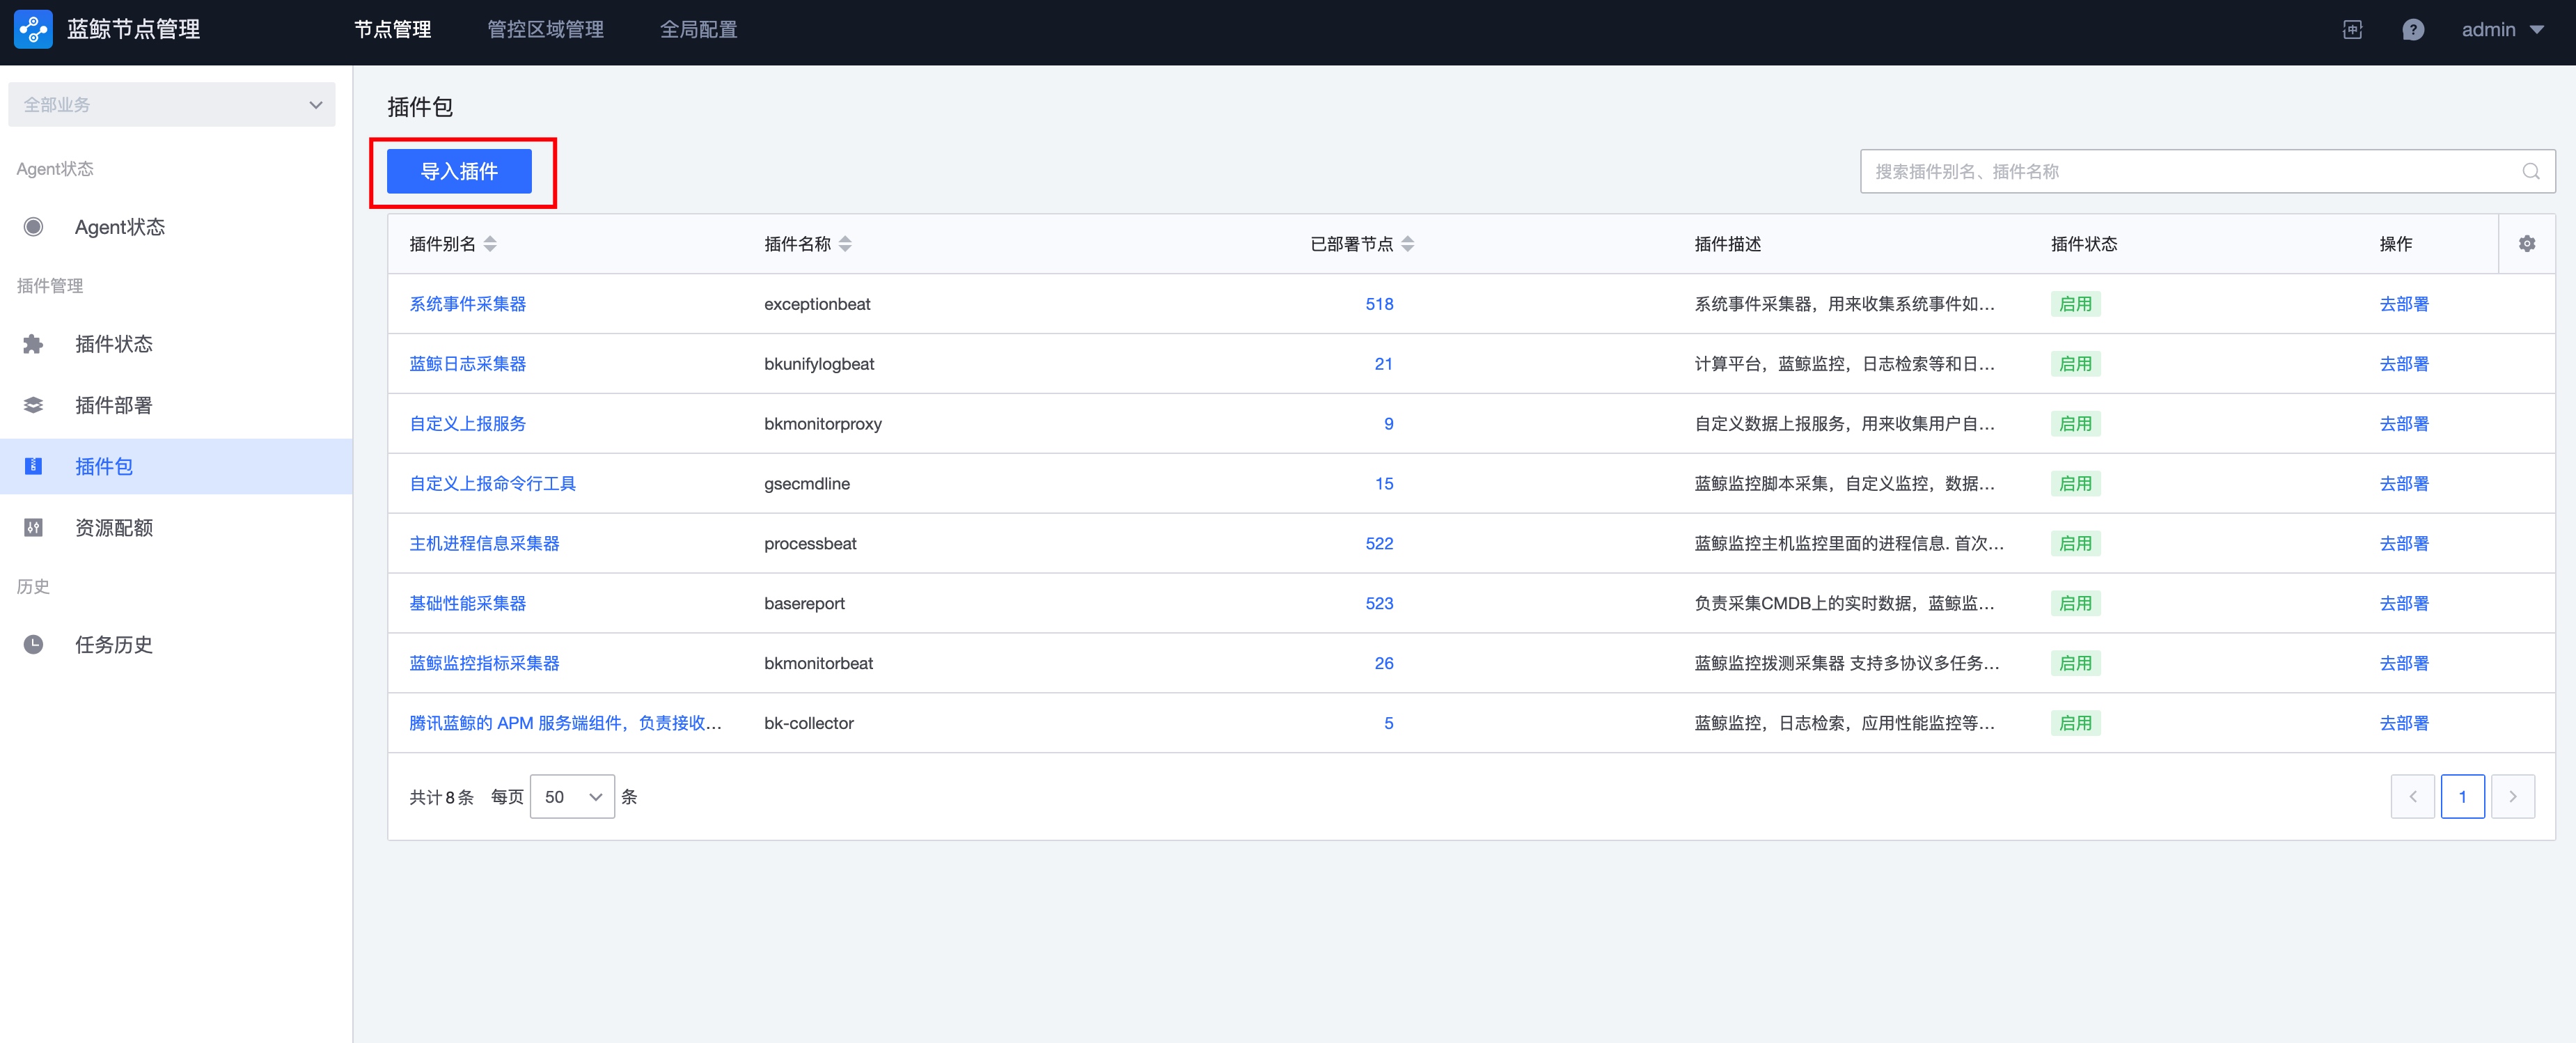 蓝鲸节点管理 节点管理 管控区域管理 全局配置 中 ? admin
全部业务
Agent状态
Agent状态
插件管理
插件状态
插件部署
插件包
资源配额
历史
任务历史
插件包
导入插件 搜索插件别名、插件名称
插件别名 插件名称 已部署节点 插件描述 插件状态 操作
系统事件采集器 exceptionbeat 518 系统事件采集器，用来收集系统事件如... 启用 去部署
蓝鲸日志采集器 bkunifylogbeat 21 计算平台，蓝鲸监控，日志检索等和日... 启用 去部署
自定义上报服务 bkmonitorproxy 9 自定义数据上报服务，用来收集用户自... 启用 去部署
自定义上报命令行工具 gsecmdline 15 蓝鲸监控脚本采集，自定义监控，数据... 启用 去部署
主机进程信息采集器 processbeat 522 蓝鲸监控主机监控里面的进程信息. 首次... 启用 去部署
基础性能采集器 basereport 523 负责采集CMDB上的实时数据，蓝鲸监... 启用 去部署
蓝鲸监控指标采集器 bkmonitorbeat 26 蓝鲸监控拨测采集器 支持多协议多任务... 启用 去部署
腾讯蓝鲸的 APM 服务端组件，负责接收... bk-collector 5 蓝鲸监控，日志检索，应用性能监控等... 启用 去部署
共计8条 每页 50 条 1